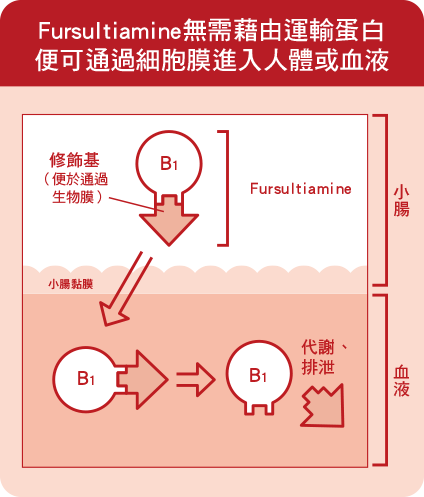 Fursultiamine無需藉由運輸蛋白
便可通過細胞膜進入人體或血液
修飾基
（便於通過
生物膜）
B1
Fursultiamine
小腸
小腸黏膜
B1
B1
代謝、
排泄
血液